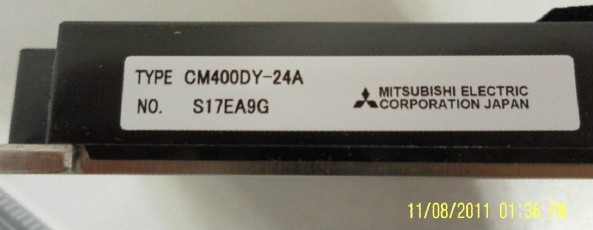 TYPE CM400DY-24A
NO. S17EA9G
MITSUBISHI ELECTRIC
CORPORATION JAPAN
11/08/2011 01:36 PM